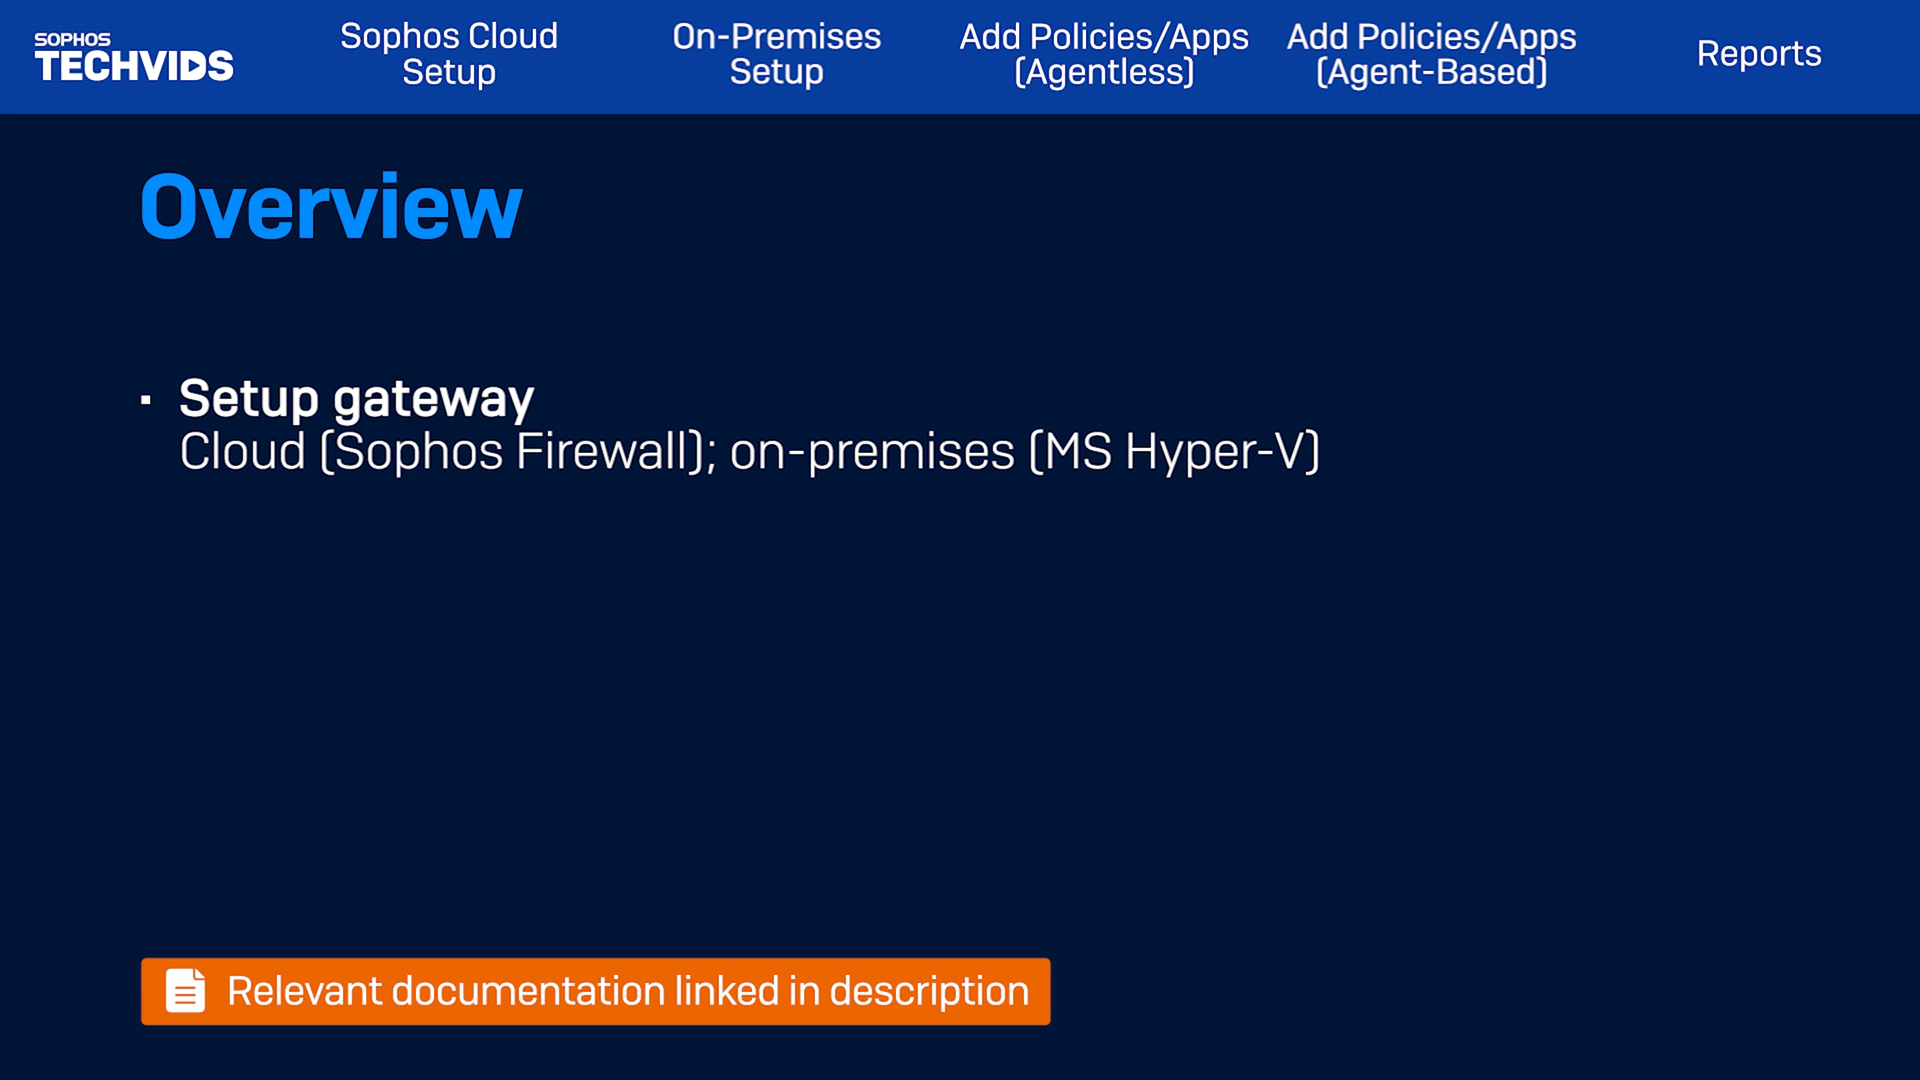 SOPHOS
TECHVIDS
Sophos Cloud
Setup
On-Premises
Setup
Add Policies/Apps
(Agentless)
Add Policies/Apps
(Agent-Based)
Reports
Overview
▪ Setup gateway
Cloud (Sophos Firewall); on-premises (MS Hyper-V)
Relevant documentation linked in description